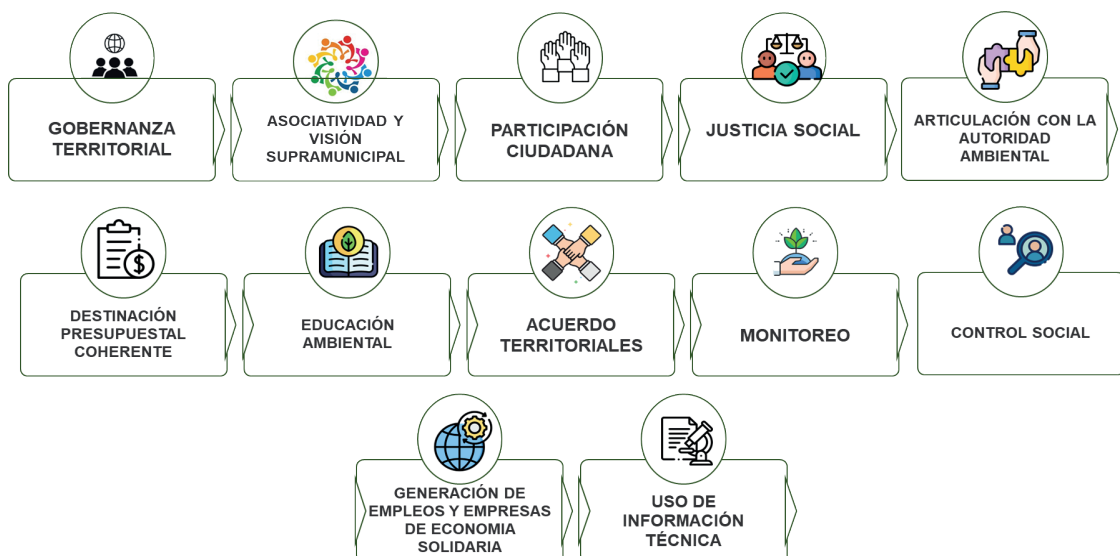 GOBERNANZA
TERRITORIAL
ASOCIATIVIDAD Y
VISIÓN
SUPRAMUNICIPAL
PARTICIPACIÓN
CIUDADANA
JUSTICIA SOCIAL
ARTICULACIÓN CON LA
AUTORIDAD
AMBIENTAL
DESTINACIÓN
PRESUPUESTAL
COHERENTE
EDUCACIÓN
AMBIENTAL
ACUERDO
TERRITORIALES
MONITOREO
CONTROL SOCIAL
GENERACIÓN DE
EMPLEOS Y EMPRESAS
DE ECONOMIA
SOLIDARIA
USO DE
INFORMACIÓN
TÉCNICA